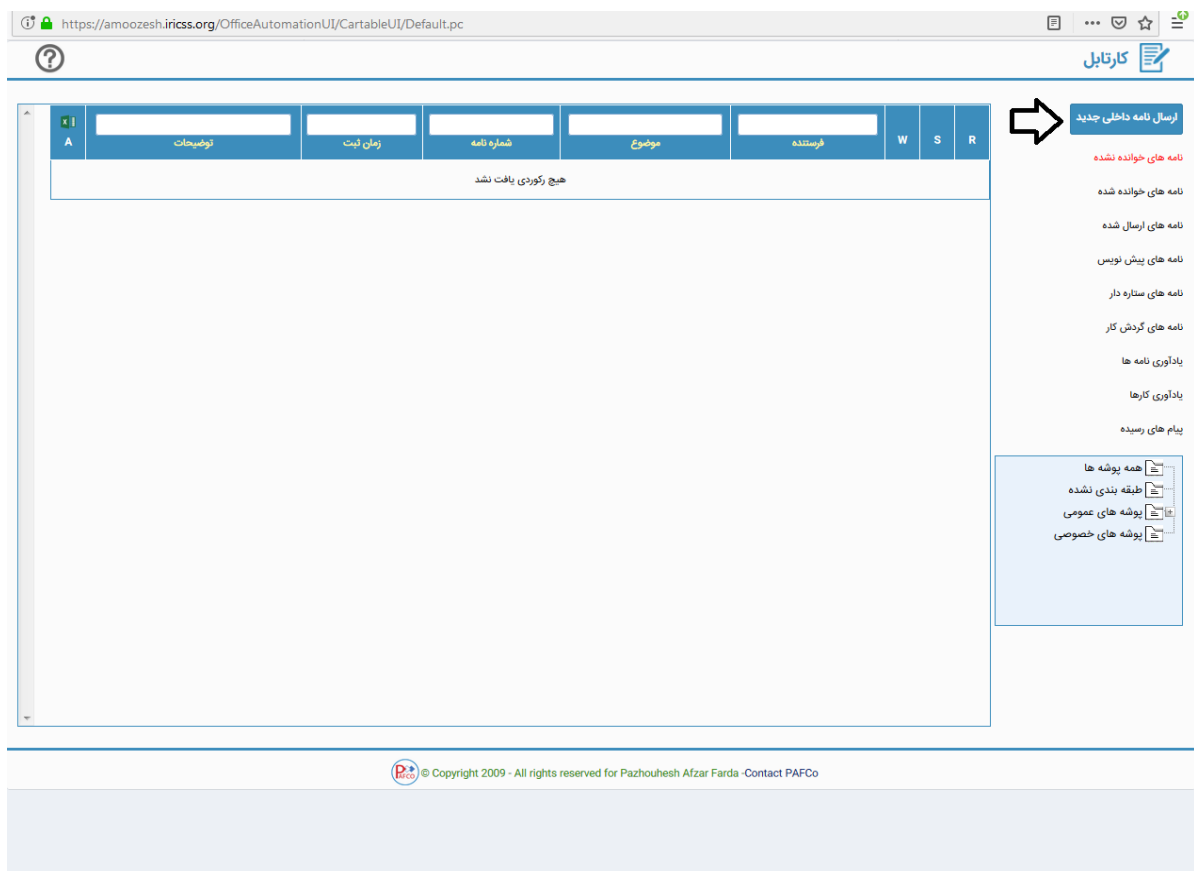 https://amoozesh.iricss.org/OfficeAutomationUI/CartableUI/Default.pc
کارتابل
ارسال نامه داخلی جدید
نامه های خوانده نشده
نامه های خوانده شده
نامه های ارسال شده
نامه های پیش نویس
نامه های ستاره دار
نامه های گردش کار
یادآوری نامه ها
یادآوری کارها
پیام های رسیده
همه پوشه ها
طبقه بندی نشده
پوشه های عمومی
پوشه های خصوصی
R S W فرستنده موضوع شماره نامه زمان ثبت توضیحات A
هیچ رکوردی یافت نشد
PAFCO © Copyright 2009 - All rights reserved for Pazhouhesh Afzar Farda -Contact PAFCo